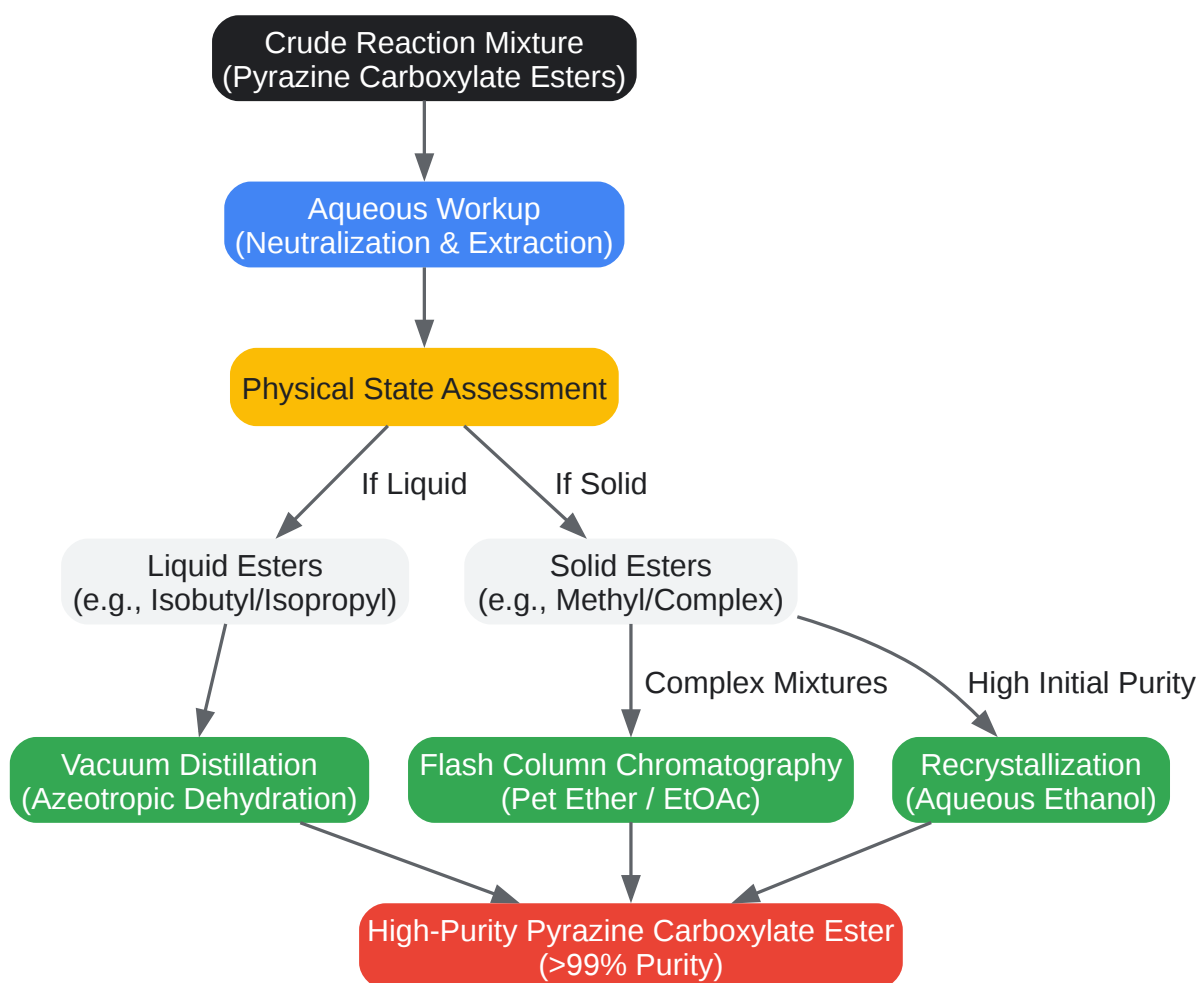 Crude Reaction Mixture
(Pyrazine Carboxylate Esters)
Aqueous Workup
(Neutralization & Extraction)
Physical State Assessment
If Liquid
If Solid
Liquid Esters
(e.g., Isobutyl/Isopropyl)
Solid Esters
(e.g., Methyl/Complex)
Complex Mixtures
High Initial Purity
Vacuum Distillation
(Azeotropic Dehydration)
Flash Column Chromatography
(Pet Ether / EtOAc)
Recrystallization
(Aqueous Ethanol)
High-Purity Pyrazine Carboxylate Ester
(>99% Purity)